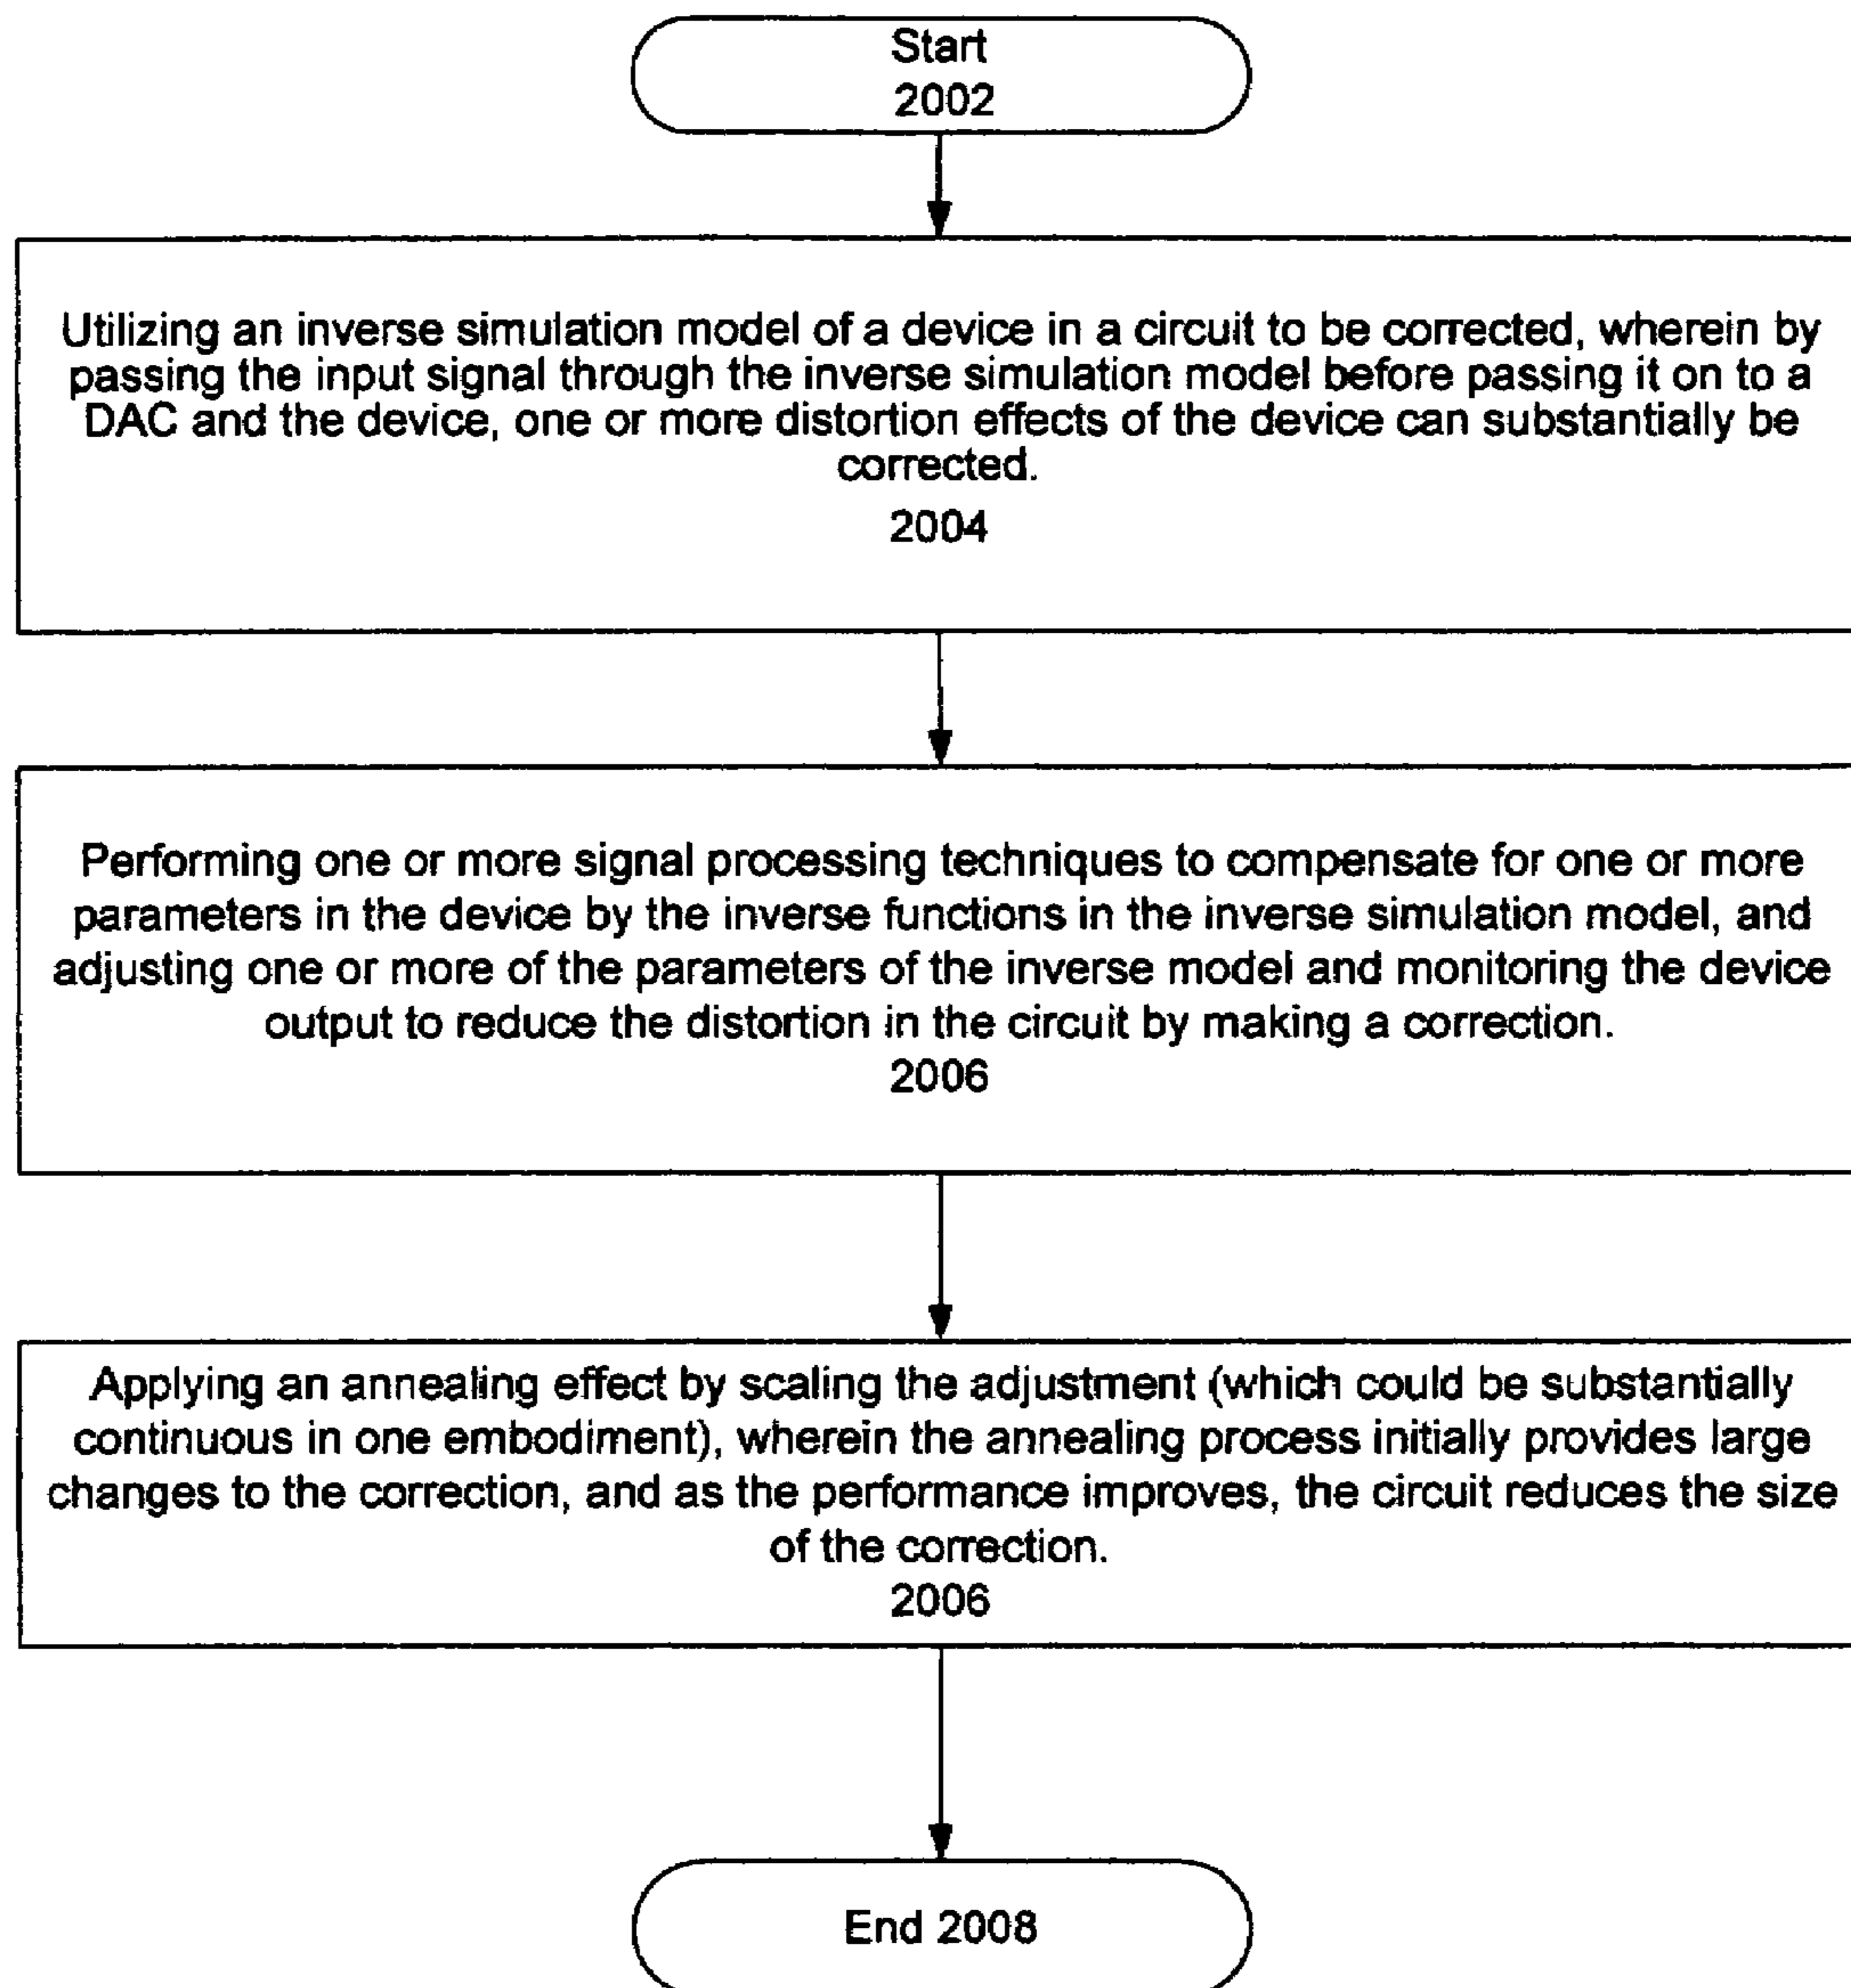 Start
2002
Utilizing an inverse simulation model of a device in a circuit to be corrected, wherein by
passing the input signal through the inverse simulation model before passing it on to a
DAC and the device, one or more distortion effects of the device can substantially be
corrected.
2004
Performing one or more signal processing techniques to compensate for one or more
parameters in the device by the inverse functions in the inverse simulation model, and
adjusting one or more of the parameters of the inverse model and monitoring the device
output to reduce the distortion in the circuit by making a correction.
2006
Applying an annealing effect by scaling the adjustment (which could be substantially
continuous in one embodiment), wherein the annealing process initially provides large
changes to the correction, and as the performance improves, the circuit reduces the size
of the correction.
2006
End 2008